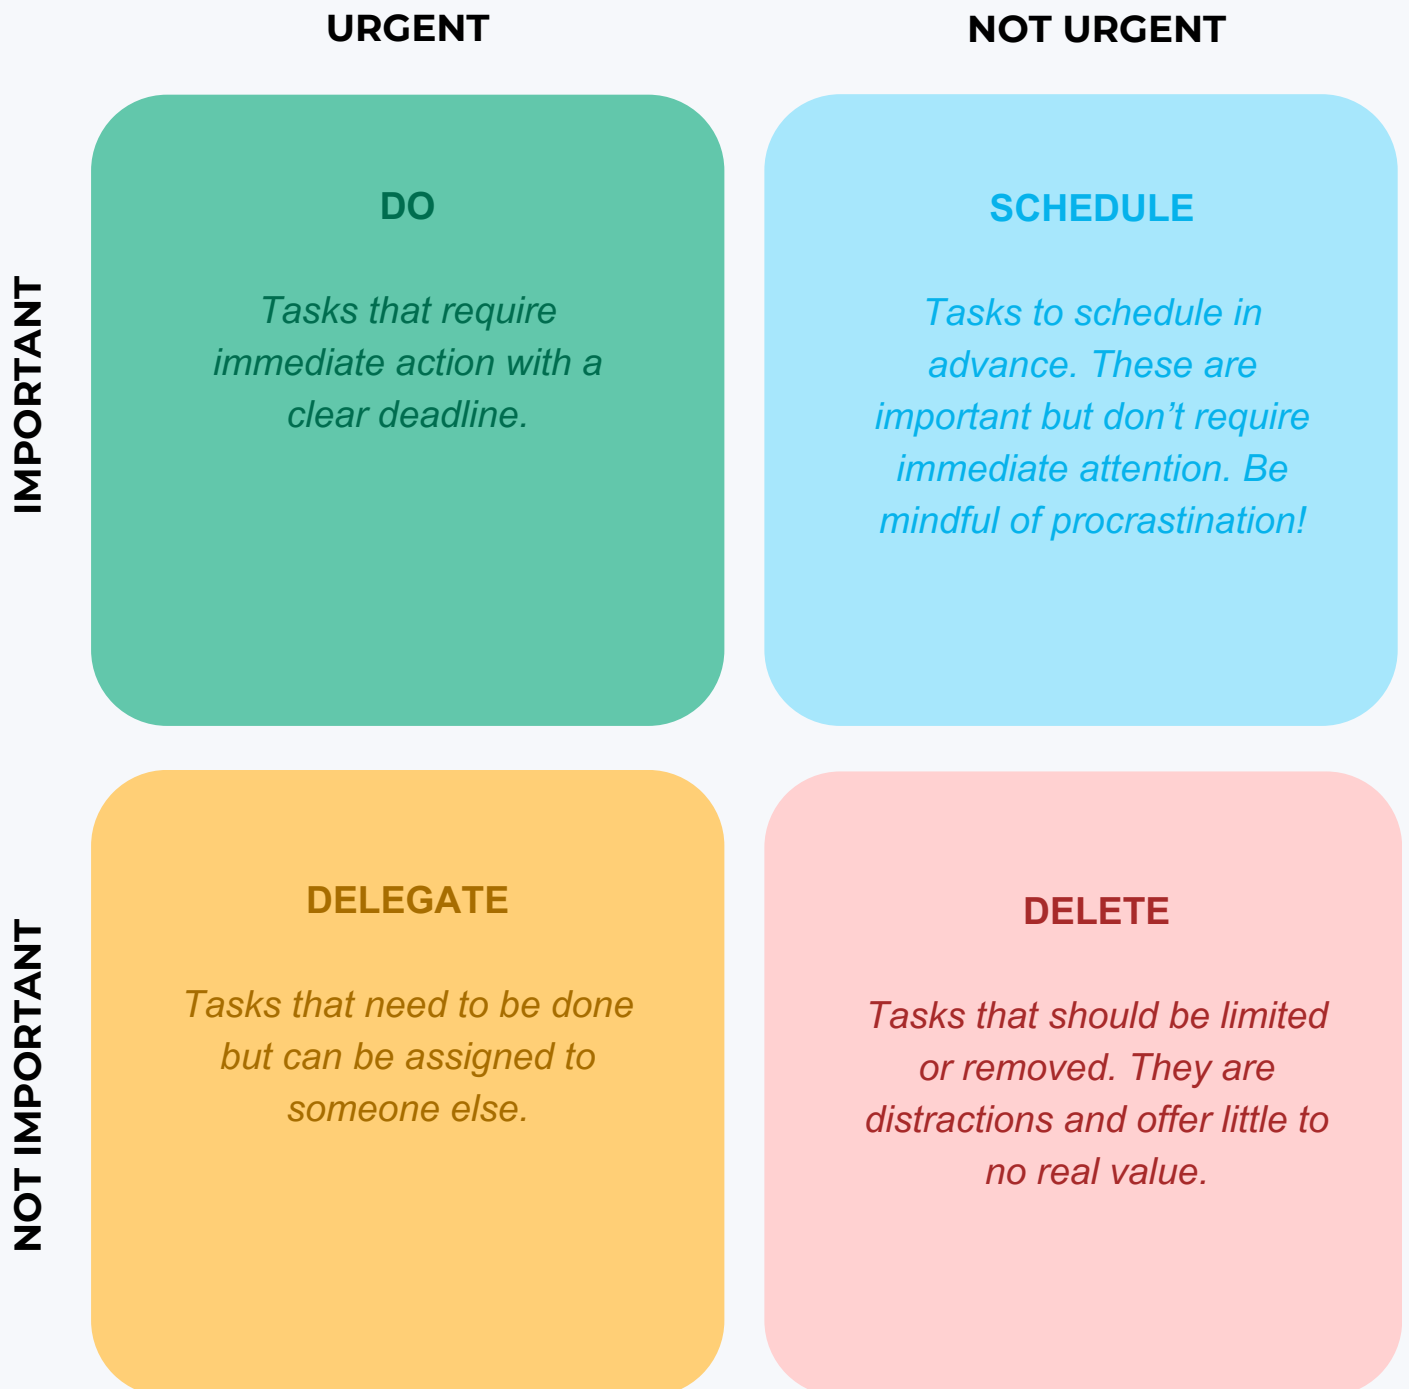 URGENT
NOT URGENT
IMPORTANT
DO
Tasks that require
immediate action with a
clear deadline.
SCHEDULE
Tasks to schedule in
advance. These are
important but don’t require
immediate attention. Be
mindful of procrastination!
NOT IMPORTANT
DELEGATE
Tasks that need to be done
but can be assigned to
someone else.
DELETE
Tasks that should be limited
or removed. They are
distractions and offer little to
no real value.